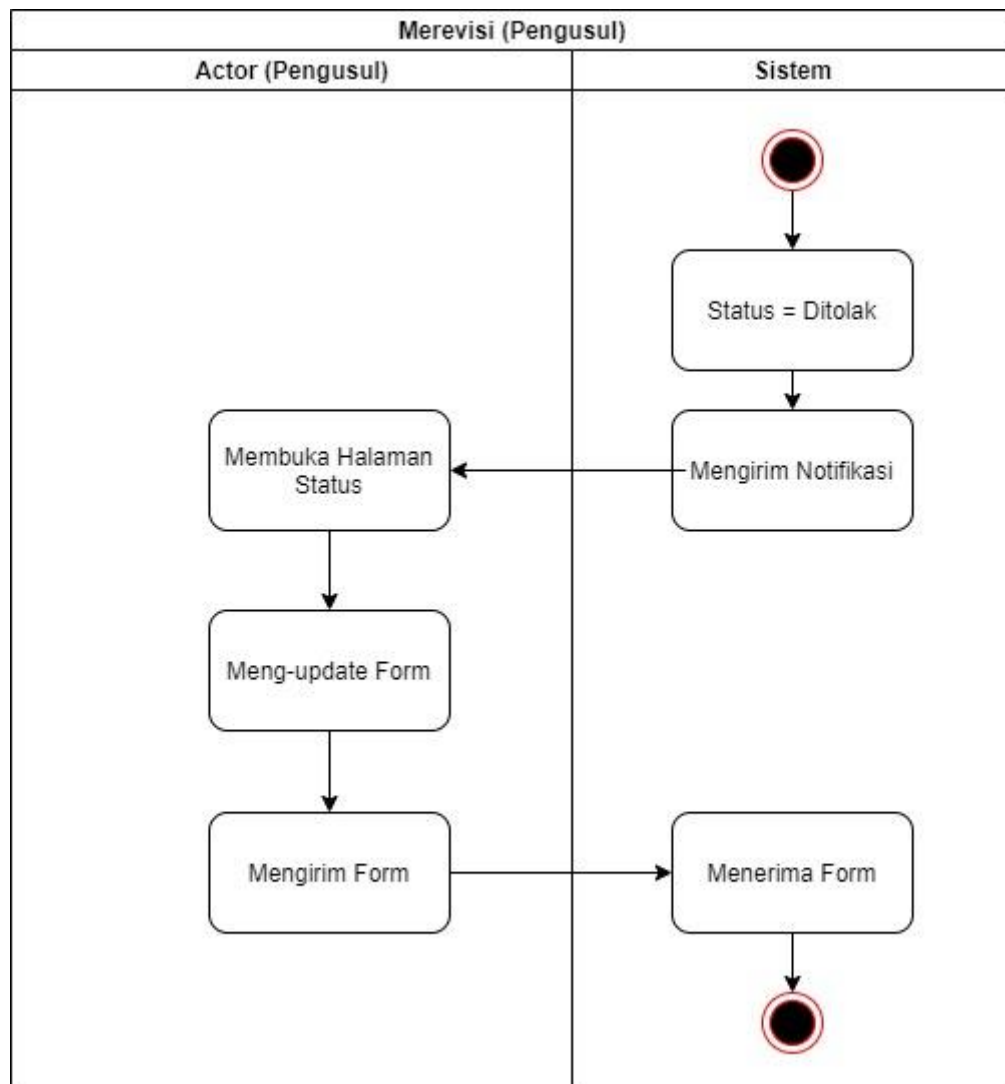 Merevisi (Pengusul)
Actor (Pengusul)
Sistem
Status = Ditolak
Membuka Halaman
Status
Mengirim Notifikasi
Meng-update Form
Mengirim Form
Menerima Form